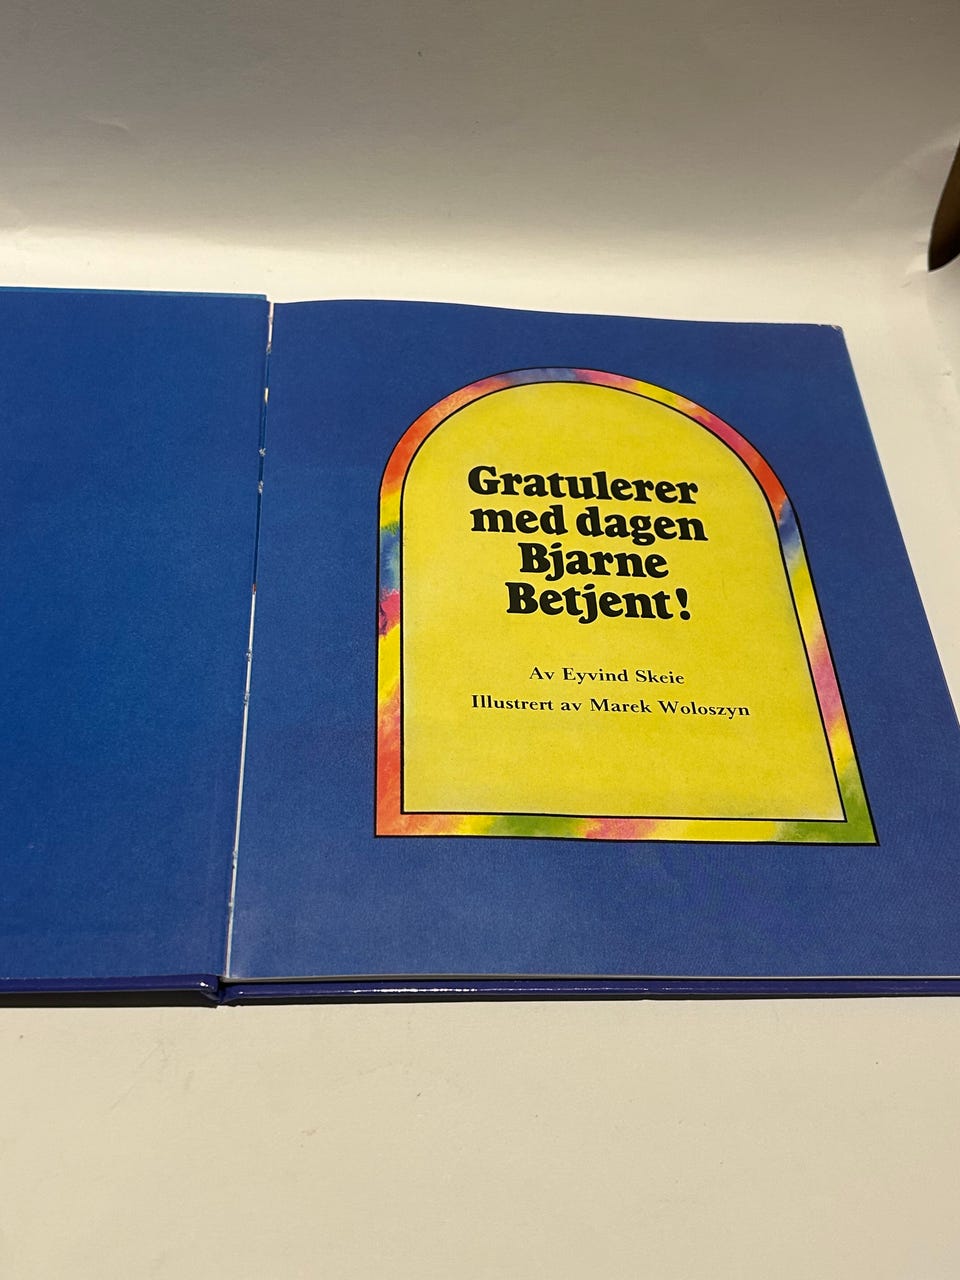 Gratulerer
med dagen
Bjarne
Betjent!
Av Eyvind Skeie
Illustrert av Marek Woloszyn